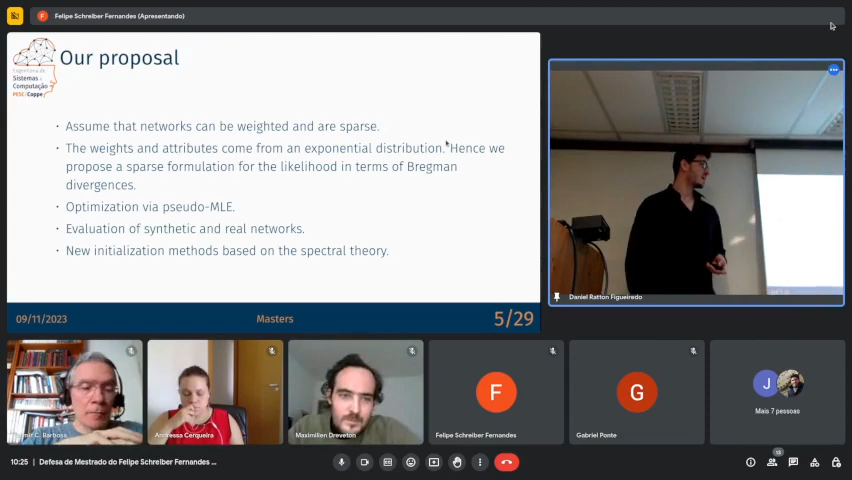 Felipe Schreiber Fernandes (Apresentando)
Engenharia de
Sistemas e
Computação
PESC/Coppe
Our proposal
· Assume that networks can be weighted and are sparse.
· The weights and attributes come from an exponential distribution. Hence we
propose a sparse formulation for the likelihood in terms of Bregman
divergences.
· Optimization via pseudo-MLE.
· Evaluation of synthetic and real networks.
· New initialization methods based on the spectral theory.
09/11/2023
Masters
5/29
Daniel Ratton Figueiredo
C. Barbosa
Andressa Cerqueira
Maximilien Dreveton
F
Felipe Schreiber Fernandes
G
Gabriel Ponte
J
Mais 7 pessoas
10:25 | Defesa de Mestrado do Felipe Schreiber Fernandes ...